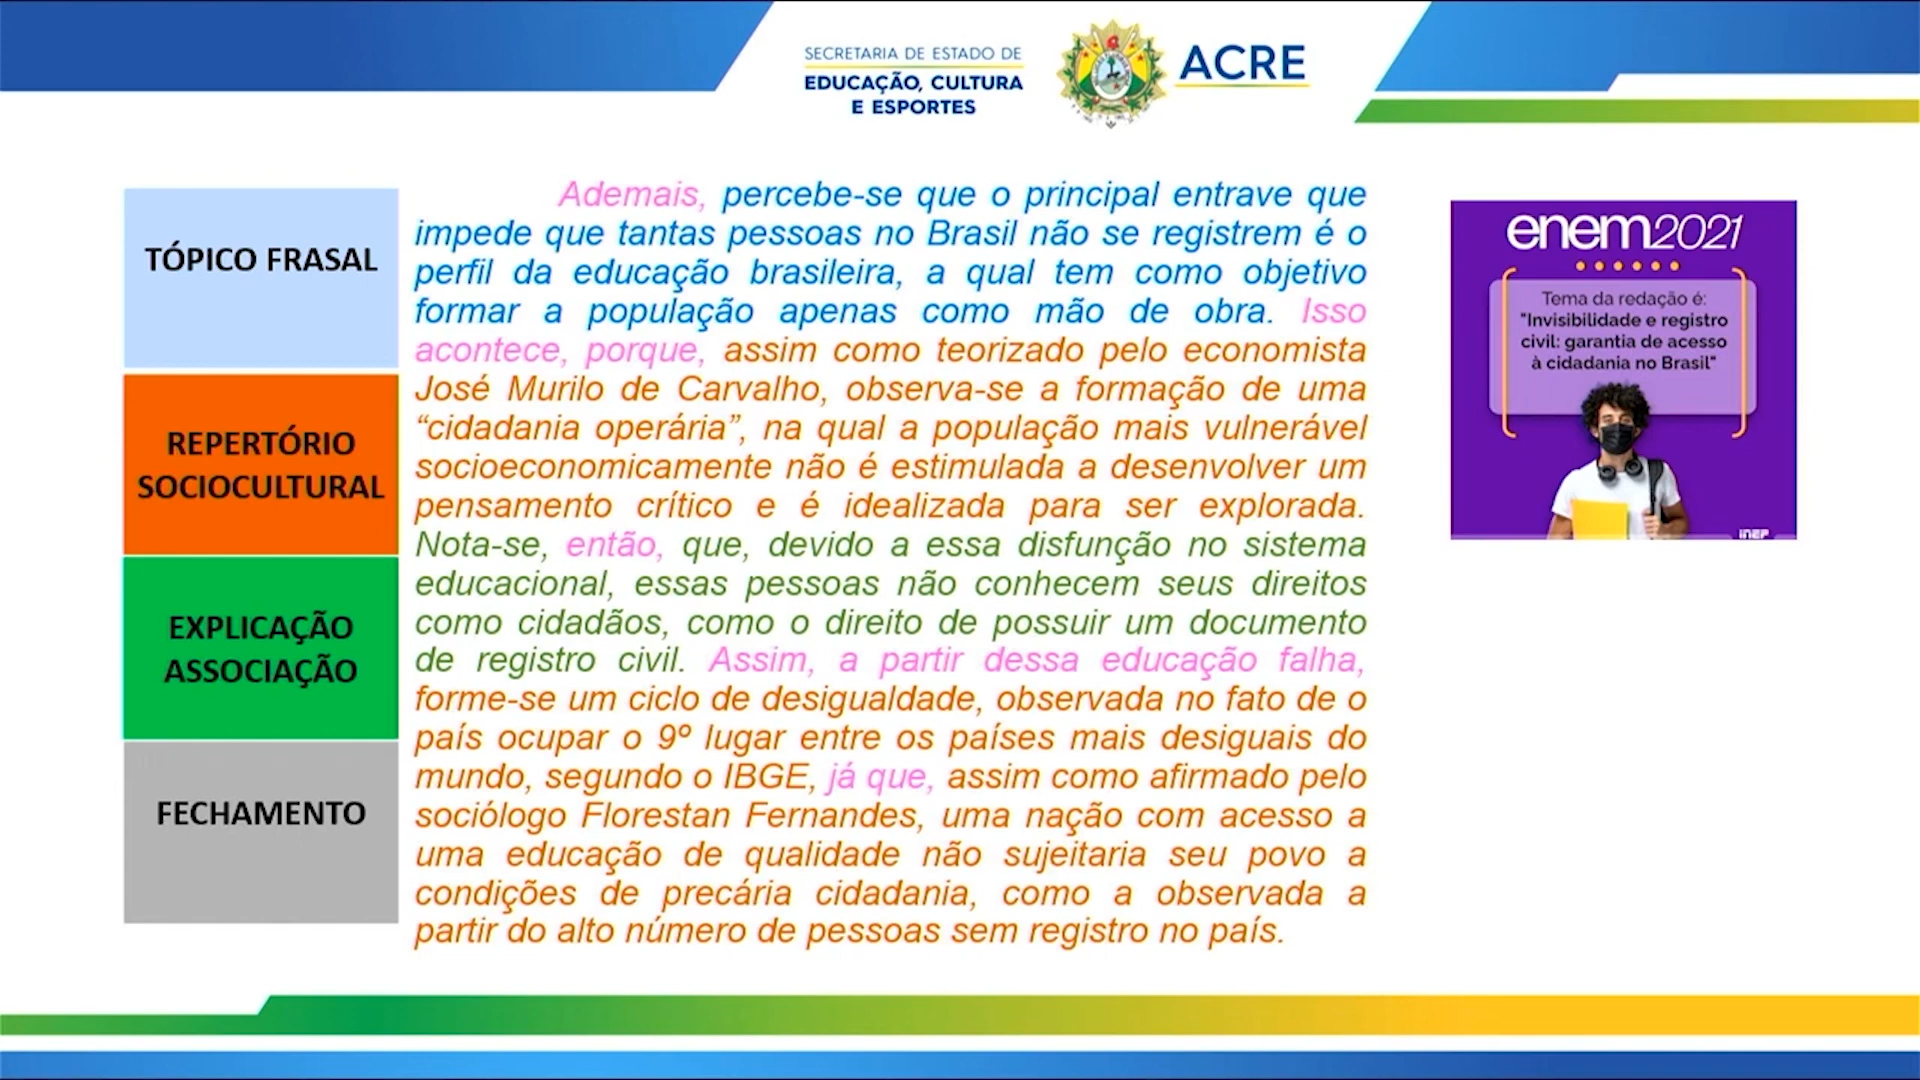 SECRETARIA DE ESTADO DE
EDUCAÇÃO, CULTURA
E ESPORTES
ACRE
TÓPICO FRASAL
REPERTÓRIO
SOCIOCULTURAL
EXPLICAÇÃO
ASSOCIAÇÃO
FECHAMENTO
Ademais, percebe-se que o principal entrave que
impede que tantas pessoas no Brasil não se registrem é o
perfil da educação brasileira, a qual tem como objetivo
formar a população apenas como mão de obra. Isso
acontece, porque, assim como teorizado pelo economista
José Murilo de Carvalho, observa-se a formação de uma
“cidadania operária”, na qual a população mais vulnerável
socioeconomicamente não é estimulada a desenvolver um
pensamento crítico e é idealizada para ser explorada.
Nota-se, então, que, devido a essa disfunção no sistema
educacional, essas pessoas não conhecem seus direitos
como cidadãos, como o direito de possuir um documento
de registro civil. Assim, a partir dessa educação falha,
forme-se um ciclo de desigualdade, observada no fato de o
país ocupar o 9º lugar entre os países mais desiguais do
mundo, segundo o IBGE, já que, assim como afirmado pelo
sociólogo Florestan Fernandes, uma nação com acesso a
uma educação de qualidade não sujeitaria seu povo a
condições de precária cidadania, como a observada a
partir do alto número de pessoas sem registro no país.
enem2021
Tema da redação é:
"Invisibilidade e registro
civil: garantia de acesso
à cidadania no Brasil"
INEP